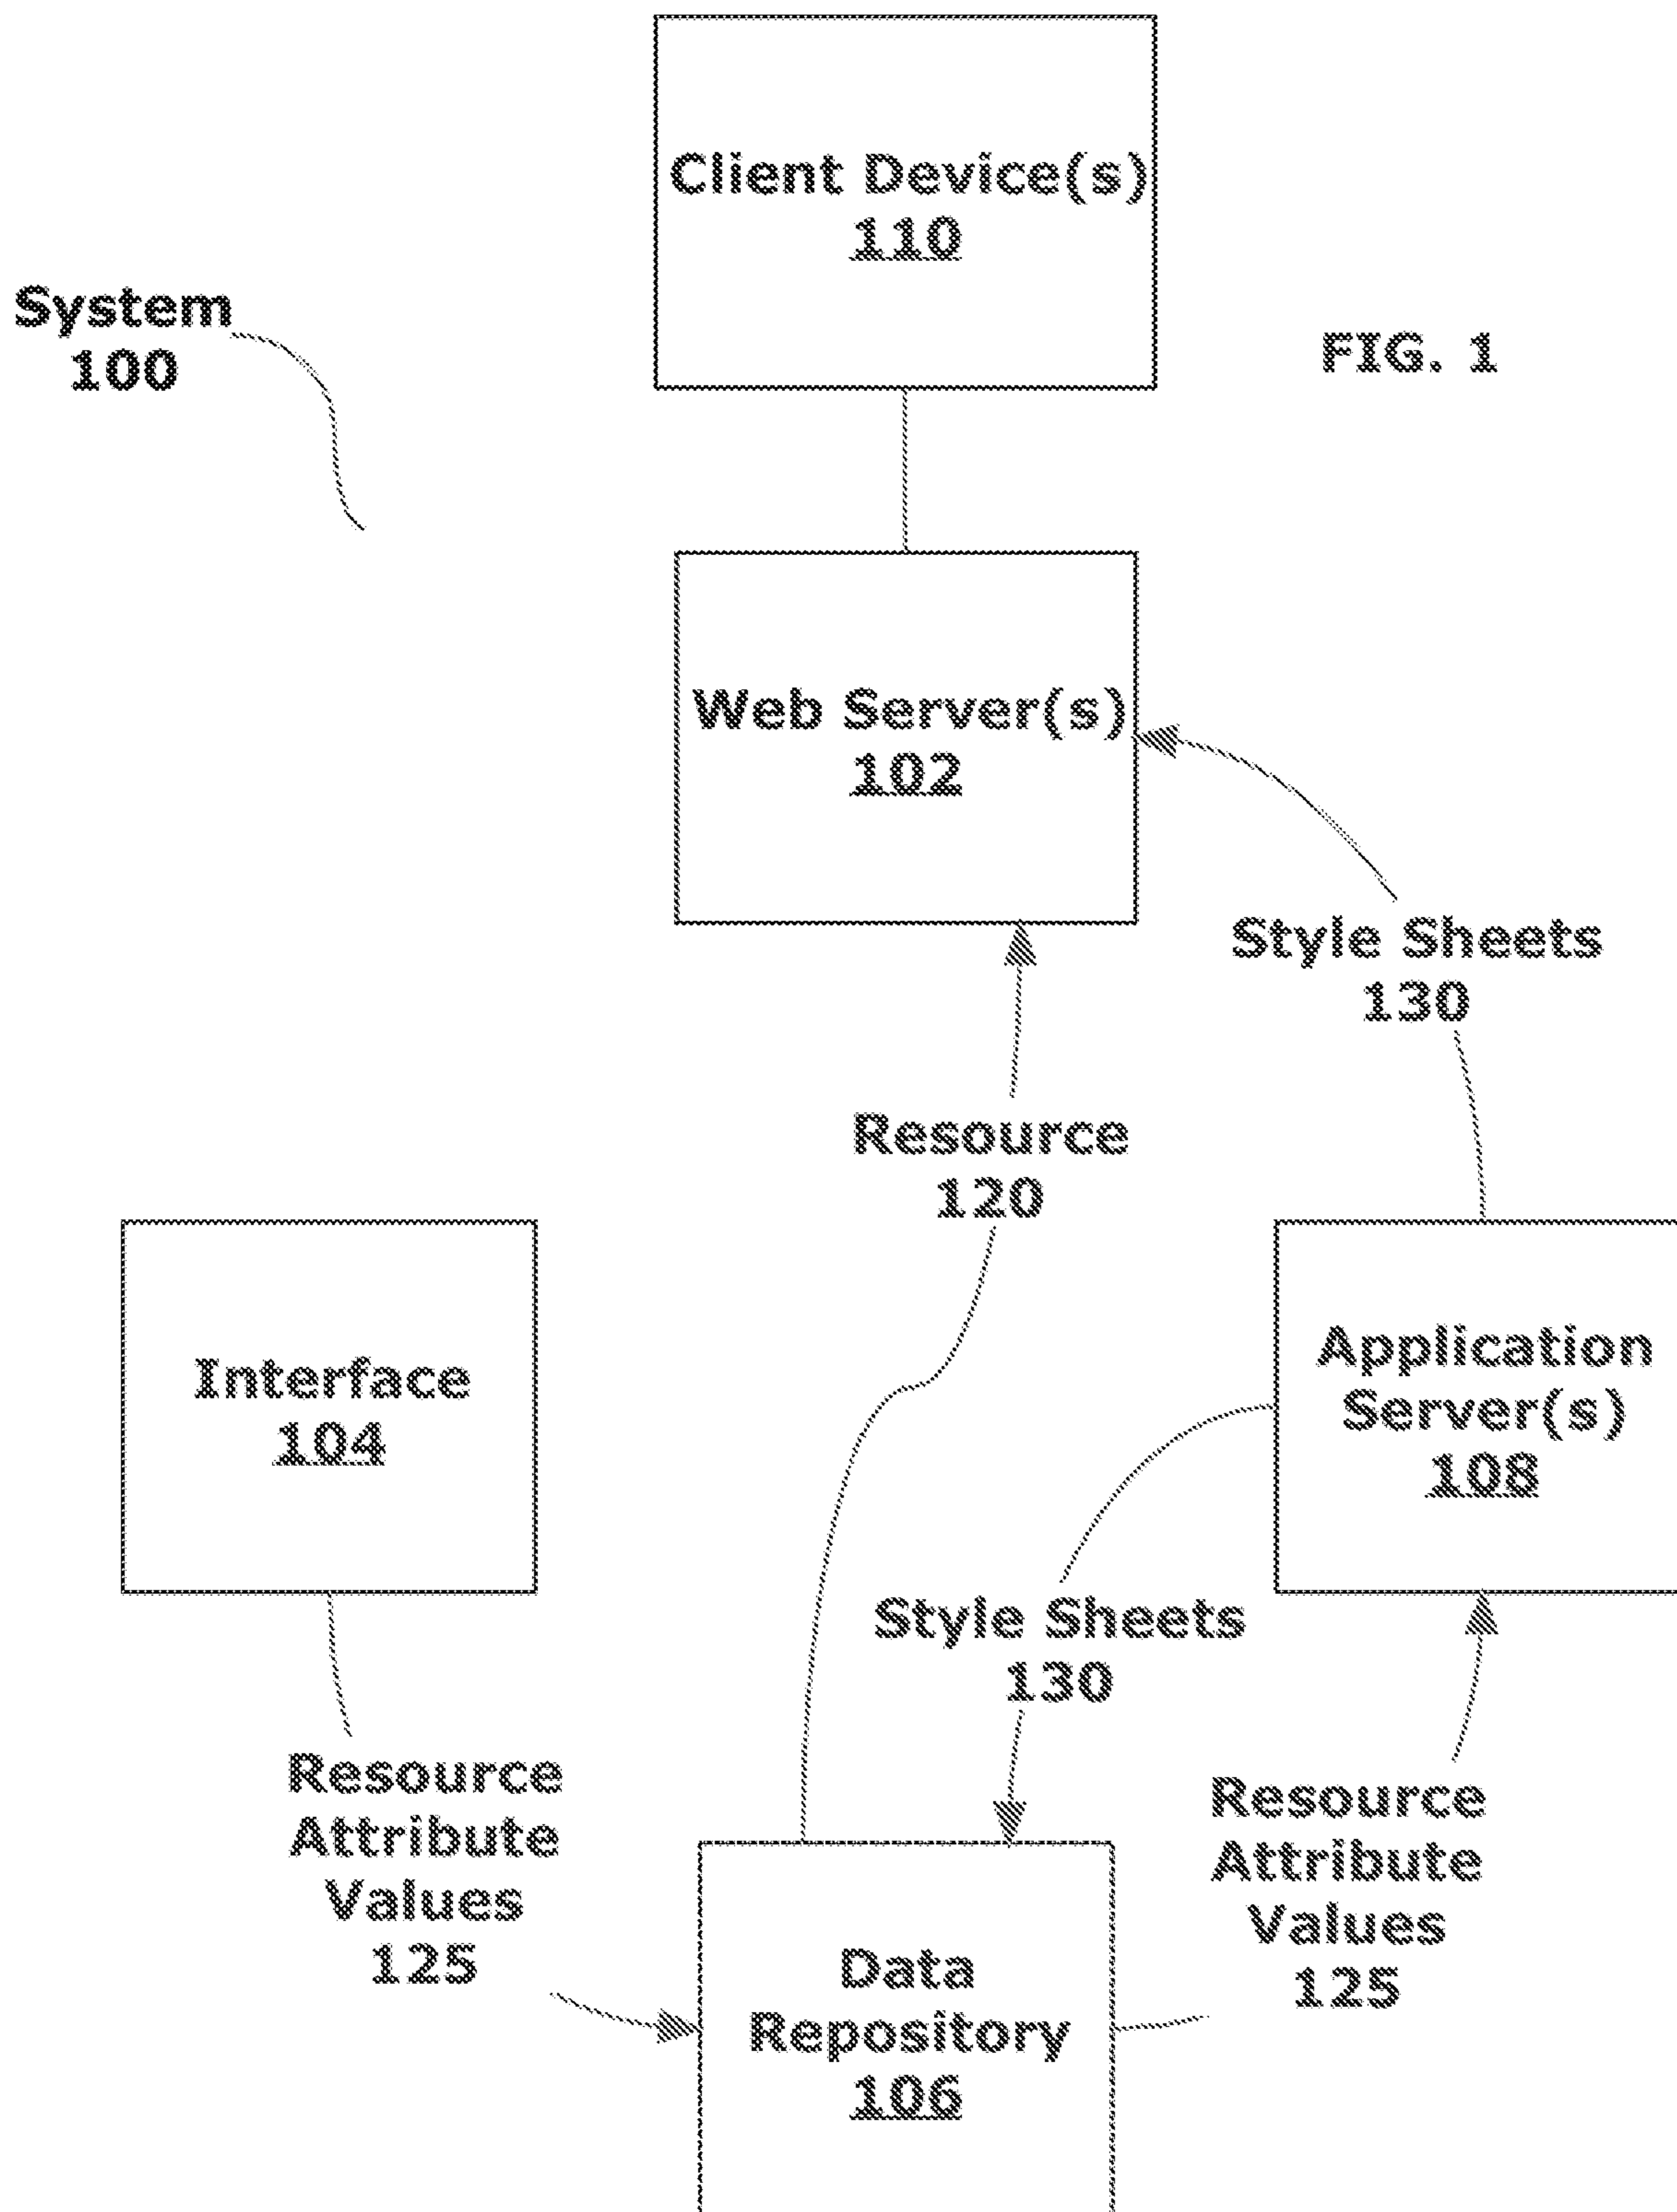 Client Device(s)
110
System
100
FIG. 1
Web Server(s)
102
Style Sheets
130
Resource
120
Interface
104
Application
Server(s)
108
Style Sheets
130
Resource
Attribute
Values
125
Resource
Attribute
Values
125
Data
Repository
106